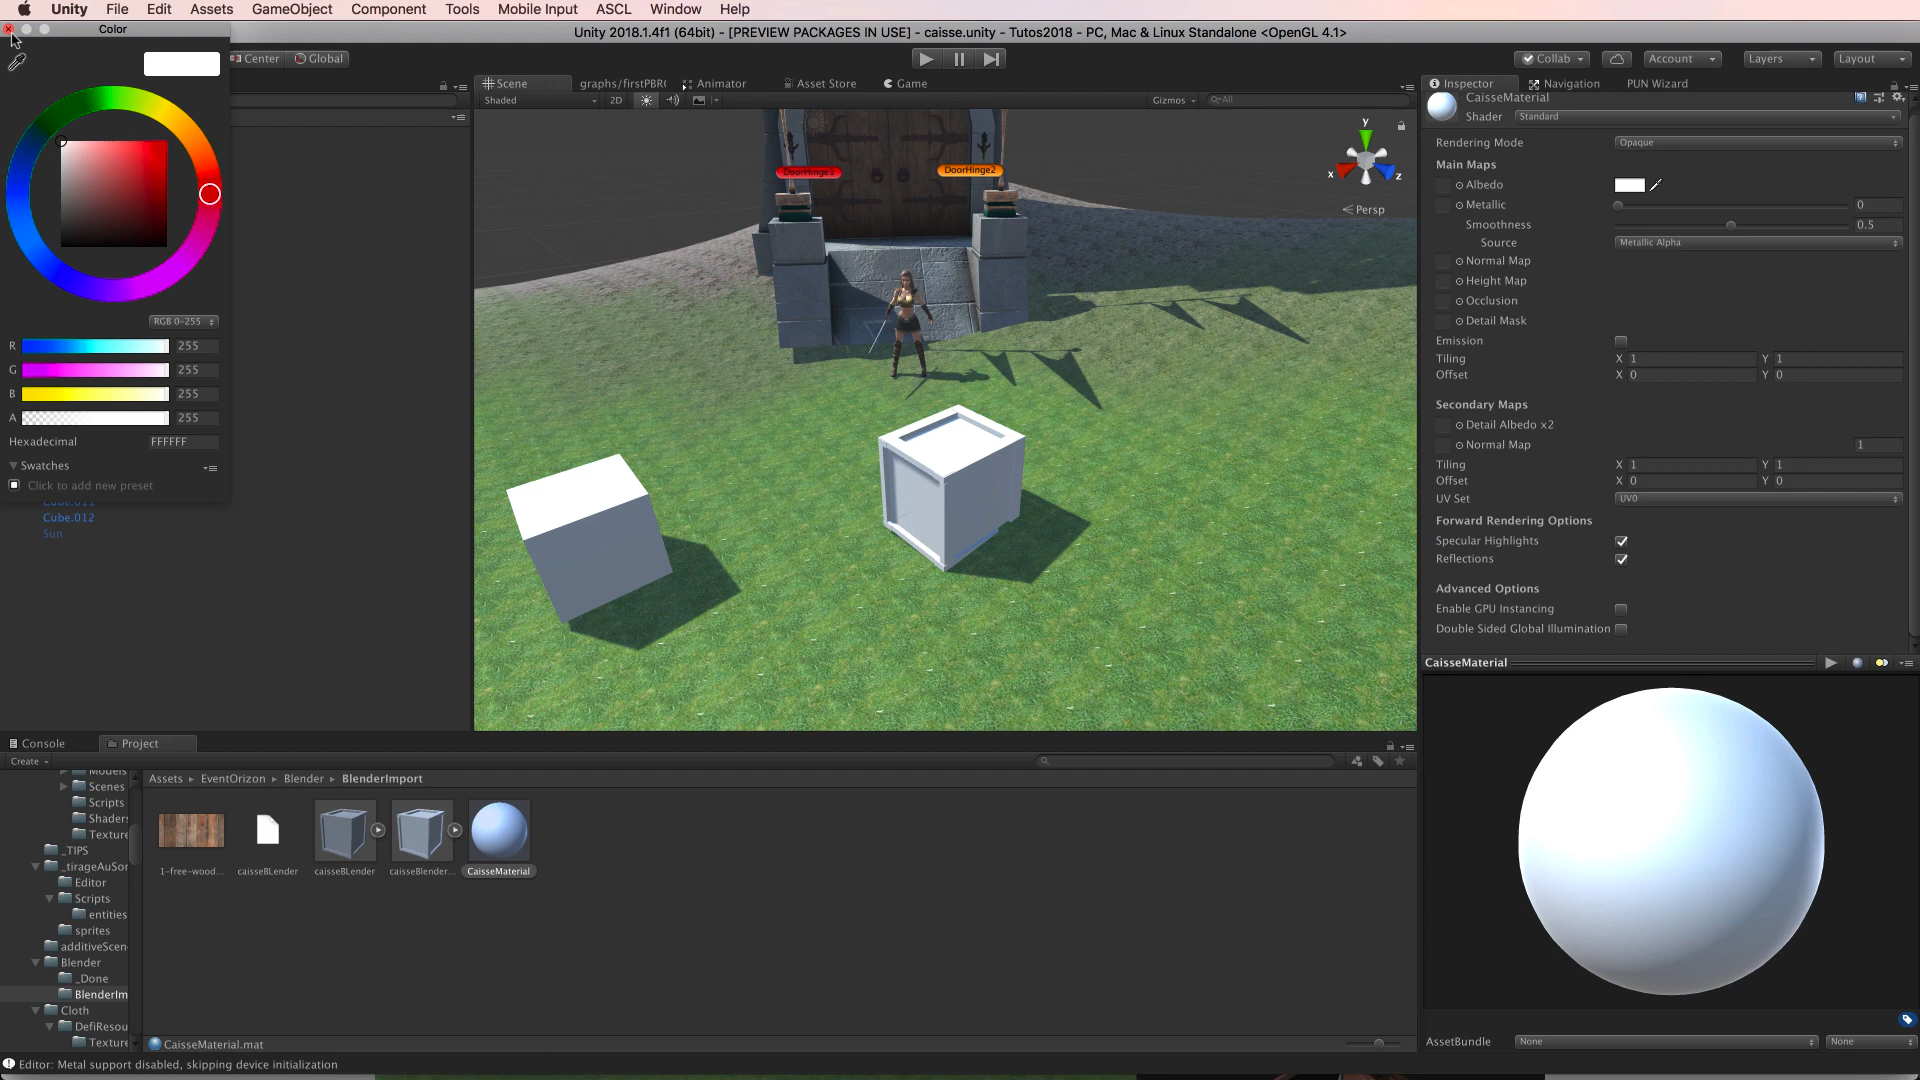 Unity File Edit Assets GameObject Component Tools Mobile Input ASCL Window Help
Color
Unity 2018.1.4f1 (64bit) - [PREVIEW PACKAGES IN USE] - caisse.unity - Tutos2018 - PC, Mac & Linux Standalone <OpenGL 4.1>
Center Global
Collab Account Layers Layout
Scene graphs/firstPBR Animator Asset Store Game
Inspector Navigation PUN Wizard
Shaded 2D Gizmos All
CaisseMaterial
Shader Standard
Rendering Mode Opaque
Main Maps
Albedo
Metallic 0
Smoothness 0.5
Source Metallic Alpha
Normal Map
Height Map
Occlusion
Detail Mask
Emission
Tiling X 1 Y 1
Offset X 0 Y 0
Secondary Maps
Detail Albedo x2
Normal Map 1
Tiling X 1 Y 1
Offset X 0 Y 0
UV Set UV0
Forward Rendering Options
Specular Highlights
Reflections
Advanced Options
Enable GPU Instancing
Double Sided Global Illumination
CaisseMaterial
AssetBundle None None
y
x
z
Persp
DoorHinge1
DoorHinge2
RGB 0-255
R 255
G 255
B 255
A 255
Hexadecimal FFFFFF
Swatches
Click to add new preset
Cube.011
Cube.012
Sun
Console Project
Create
Models
Scenes
Scripts
Shaders
Texture
_TIPS
_tirageAuSor
Editor
Scripts
entities
sprites
additiveScen
Blender
_Done
BlenderIm
Cloth
DefiResou
Texture
Assets EventOrizon Blender BlenderImport
1-free-wood... caisseBLender caisseBLender caisseBlender... CaisseMaterial
CaisseMaterial.mat
Editor: Metal support disabled, skipping device initialization